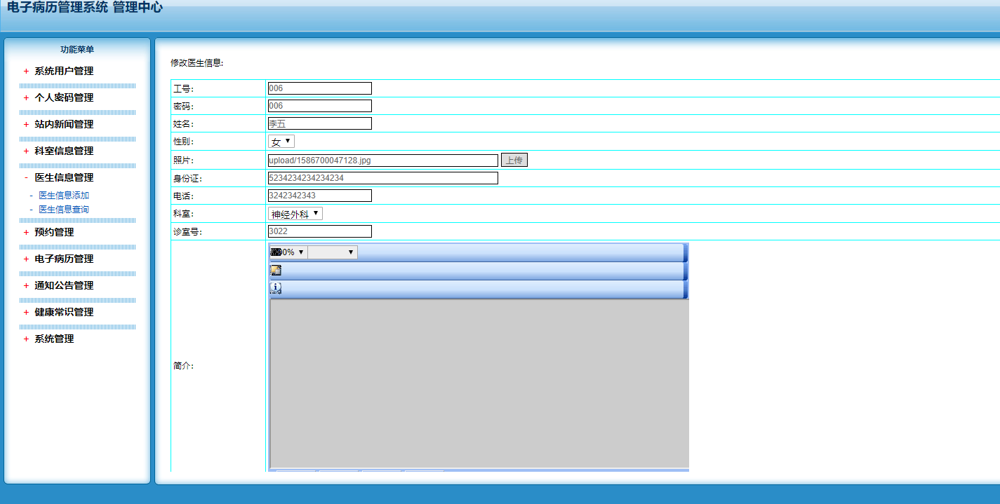 电子病历管理系统 管理中心
功能菜单
+ 系统用户管理
+ 个人密码管理
+ 站内新闻管理
+ 科室信息管理
- 医生信息管理
- 医生信息添加
- 医生信息查询
+ 预约管理
+ 电子病历管理
+ 通知公告管理
+ 健康常识管理
+ 系统管理
修改医生信息:
工号: 006
密码: 006
姓名: 李五
性别: 女
照片: upload/1586700047128.jpg 上传
身份证: 5234234234234234
电话: 3242342343
科室: 神经外科
诊室号: 3022
简介: